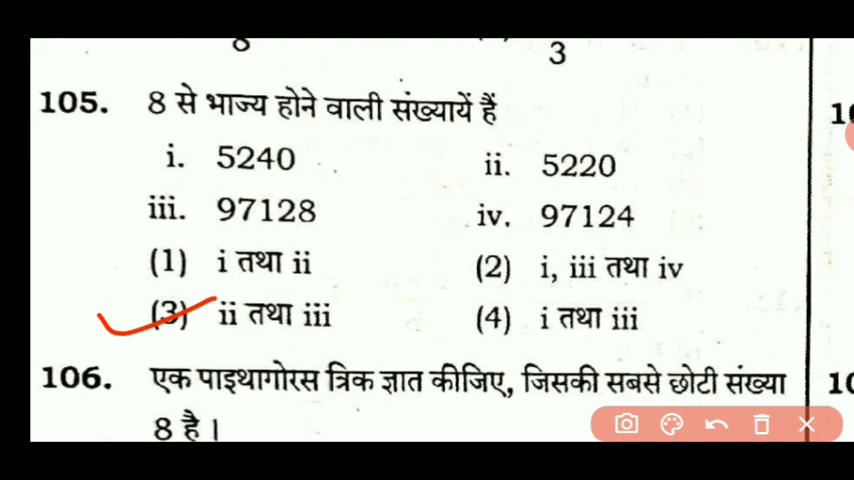 3
105. 8 से भाज्य होने वाली संख्यायें हैं
i. 5240 ii. 5220
iii. 97128 iv. 97124
(1) i तथा ii (2) i, iii तथा iv
(3) ii तथा iii (4) i तथा iii
106. एक पाइथागोरस त्रिक ज्ञात कीजिए, जिसकी सबसे छोटी संख्या
8 है।